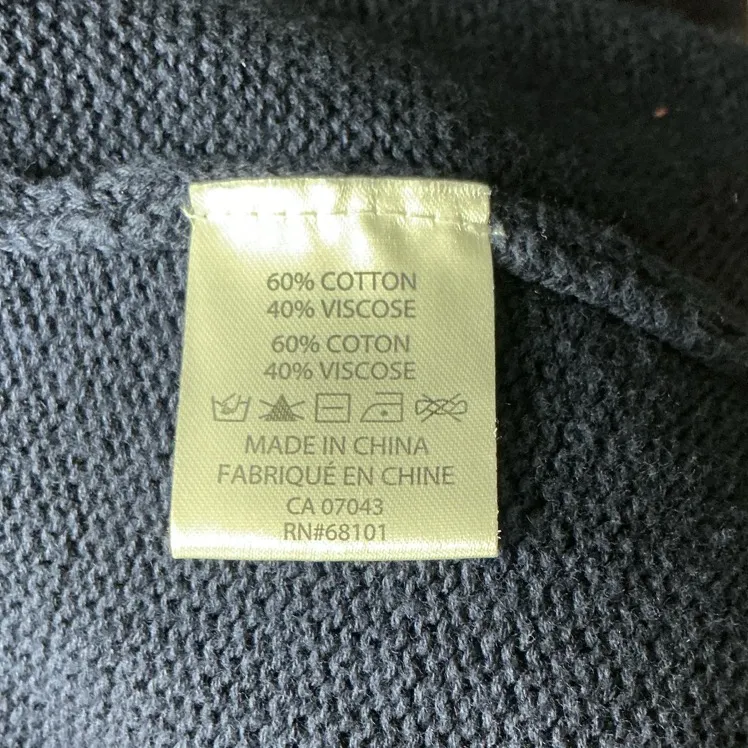 60% COTTON
40% VISCOSE
60% COTON
40% VISCOSE
MADE IN CHINA
FABRIQUÉ EN CHINE
CA 07043
RN#68101